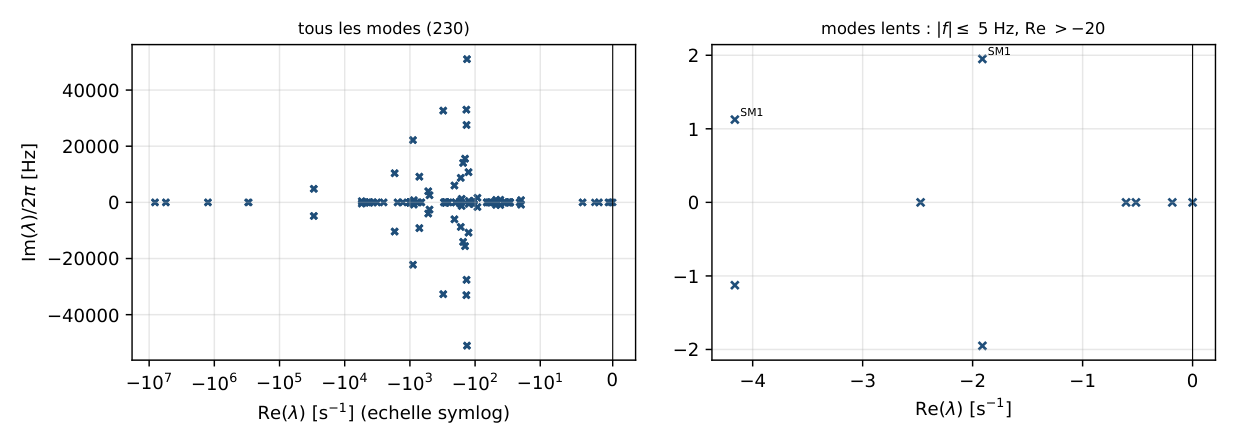 tous les modes (230)
Im(λ)/2π [Hz]
40000
20000
0
−20000
−40000
−10⁷ −10⁶ −10⁵ −10⁴ −10³ −10² −10¹ 0
Re(λ) [s⁻¹] (echelle symlog)
modes lents : |f| ≤ 5 Hz, Re > −20
SM1
SM1
2
1
0
−1
−2
−4 −3 −2 −1 0
Re(λ) [s⁻¹]